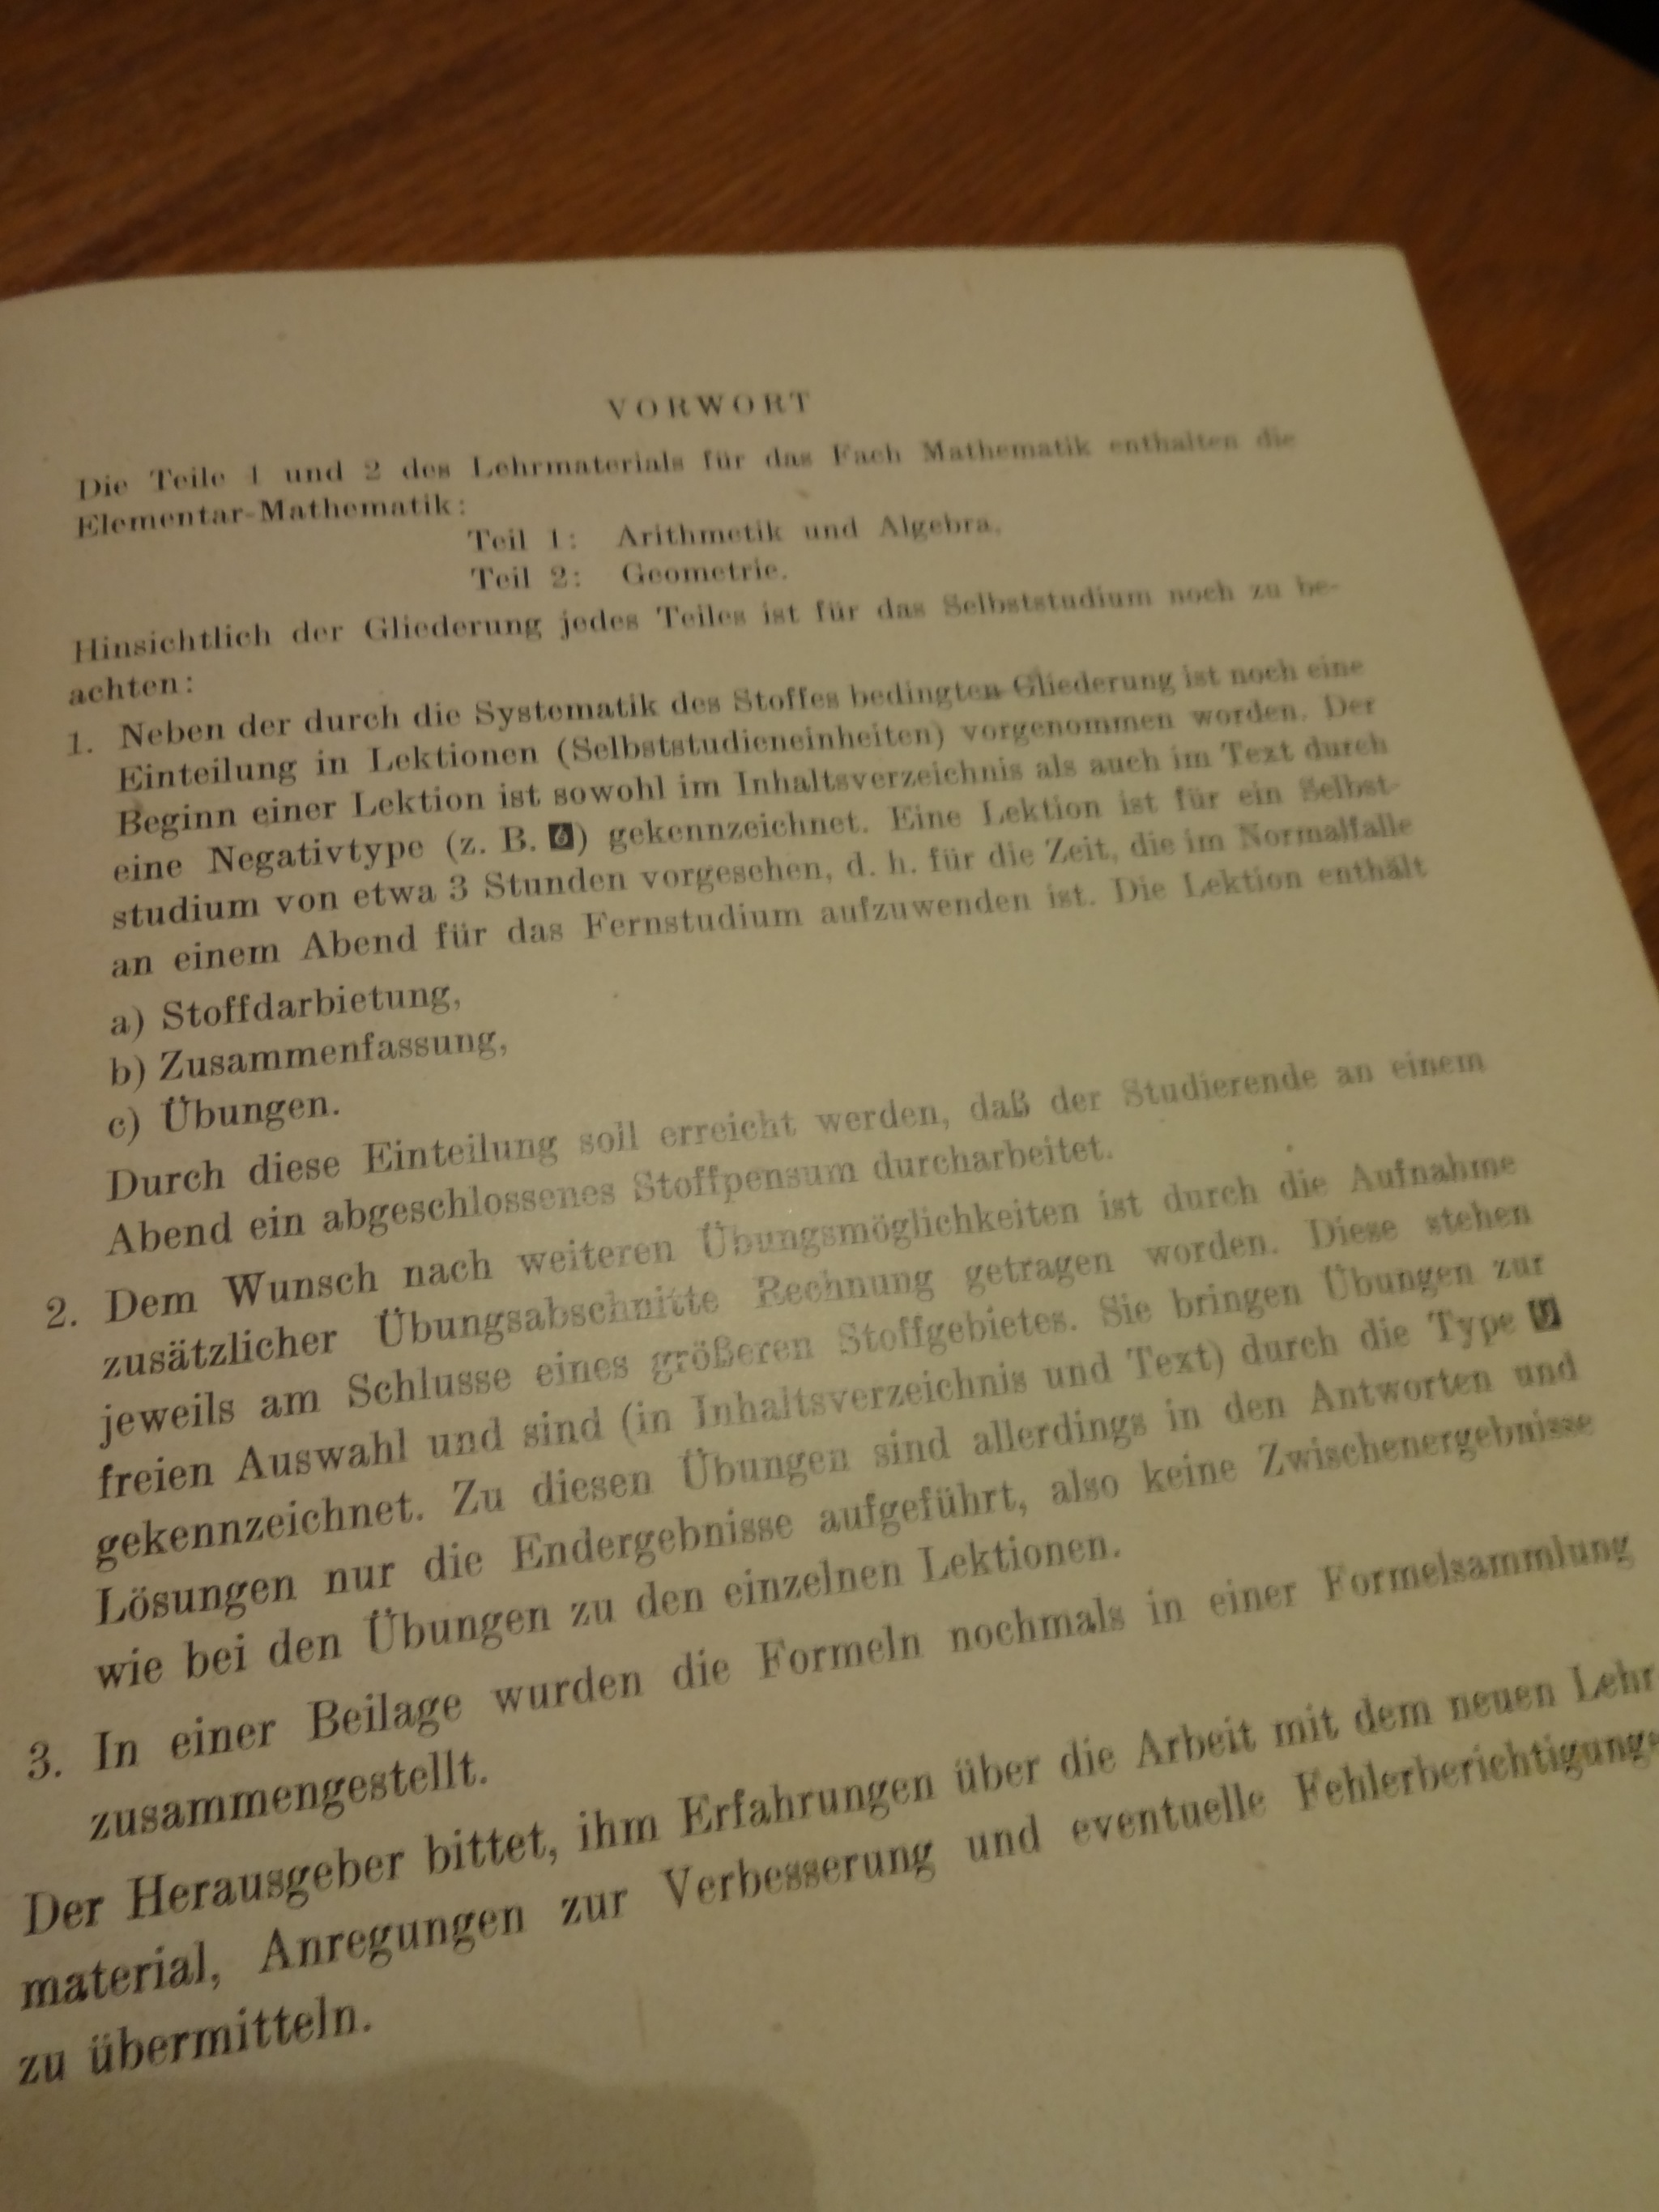 VORWORT
Die Teile 1 und 2 des Lehrmaterials für das Fach Mathematik enthalten die
Elementar-Mathematik:
Teil 1: Arithmetik und Algebra,
Teil 2: Geometrie.
Hinsichtlich der Gliederung jedes Teiles ist für das Selbststudium noch zu be-
achten:
1. Neben der durch die Systematik des Stoffes bedingten Gliederung ist noch eine
Einteilung in Lektionen (Selbststudieneinheiten) vorgenommen worden. Der
Beginn einer Lektion ist sowohl im Inhaltsverzeichnis als auch im Text durch
eine Negativtype (z. B. 6) gekennzeichnet. Eine Lektion ist für ein Selbst-
studium von etwa 3 Stunden vorgesehen, d. h. für die Zeit, die im Normalfalle
an einem Abend für das Fernstudium aufzuwenden ist. Die Lektion enthält
a) Stoffdarbietung,
b) Zusammenfassung,
c) Übungen.
Durch diese Einteilung soll erreicht werden, daß der Studierende an einem
Abend ein abgeschlossenes Stoffpensum durcharbeitet.
2. Dem Wunsch nach weiteren Übungsmöglichkeiten ist durch die Aufnahme
zusätzlicher Übungsabschnitte Rechnung getragen worden. Diese stehen
jeweils am Schlusse eines größeren Stoffgebietes. Sie bringen Übungen zur
freien Auswahl und sind (in Inhaltsverzeichnis und Text) durch die Type
gekennzeichnet. Zu diesen Übungen sind allerdings in den Antworten und
Lösungen nur die Endergebnisse aufgeführt, also keine Zwischenergebnisse
wie bei den Übungen zu den einzelnen Lektionen.
3. In einer Beilage wurden die Formeln nochmals in einer Formelsammlung
zusammengestellt.
Der Herausgeber bittet, ihm Erfahrungen über die Arbeit mit dem neuen Lehr
material, Anregungen zur Verbesserung und eventuelle Fehlerberichtigung
zu übermitteln.